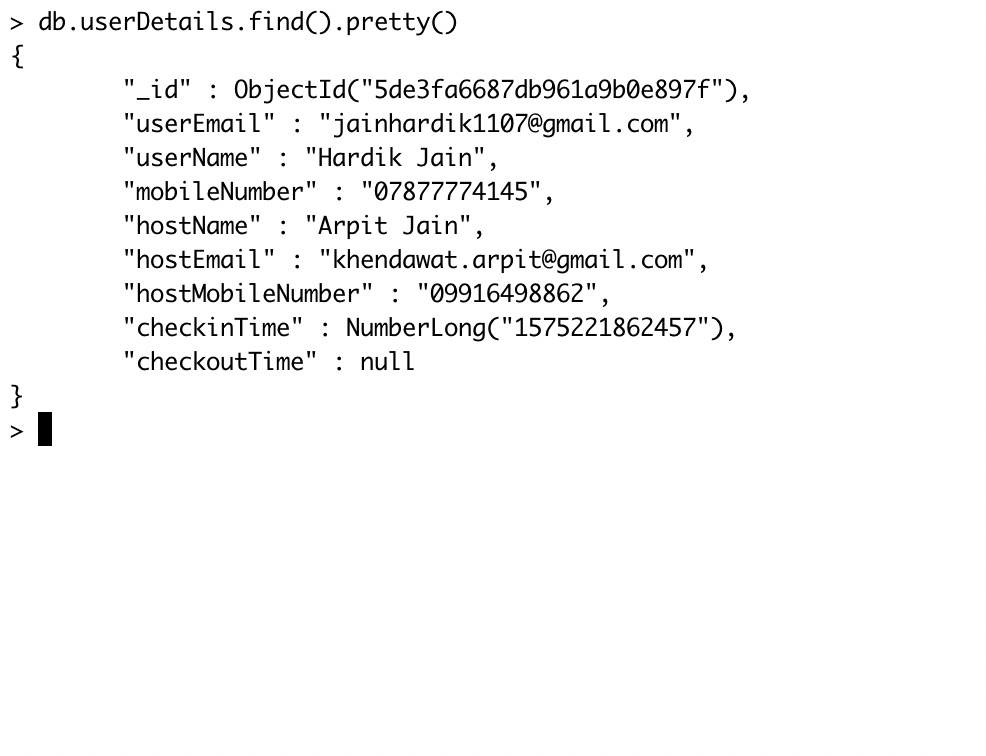 > db.userDetails.find().pretty()
{
"_id" : ObjectId("5de3fa6687db961a9b0e897f"),
"userEmail" : "jainhardik1107@gmail.com",
"userName" : "Hardik Jain",
"mobileNumber" : "07877774145",
"hostName" : "Arpit Jain",
"hostEmail" : "khendawat.arpit@gmail.com",
"hostMobileNumber" : "09916498862",
"checkinTime" : NumberLong("1575221862457"),
"checkoutTime" : null
}
>